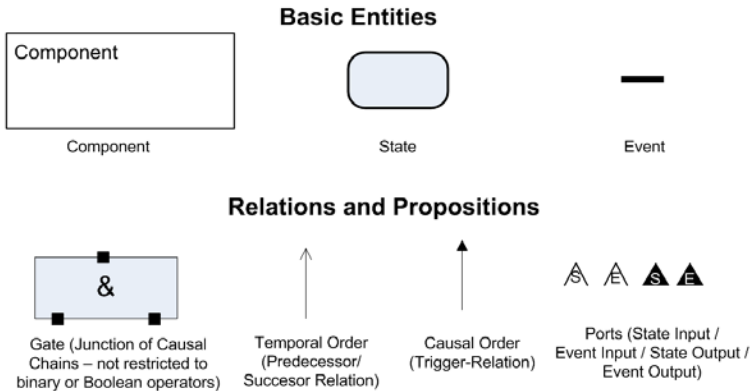 Basic Entities
Component
Component
State
Event
Relations and Propositions
&
Gate (Junction of Causal
Chains – not restricted to
binary or Boolean operators)
Temporal Order
(Predecessor/
Succesor Relation)
Causal Order
(Trigger-Relation)
S E S E
Ports (State Input /
Event Input / State Output /
Event Output)